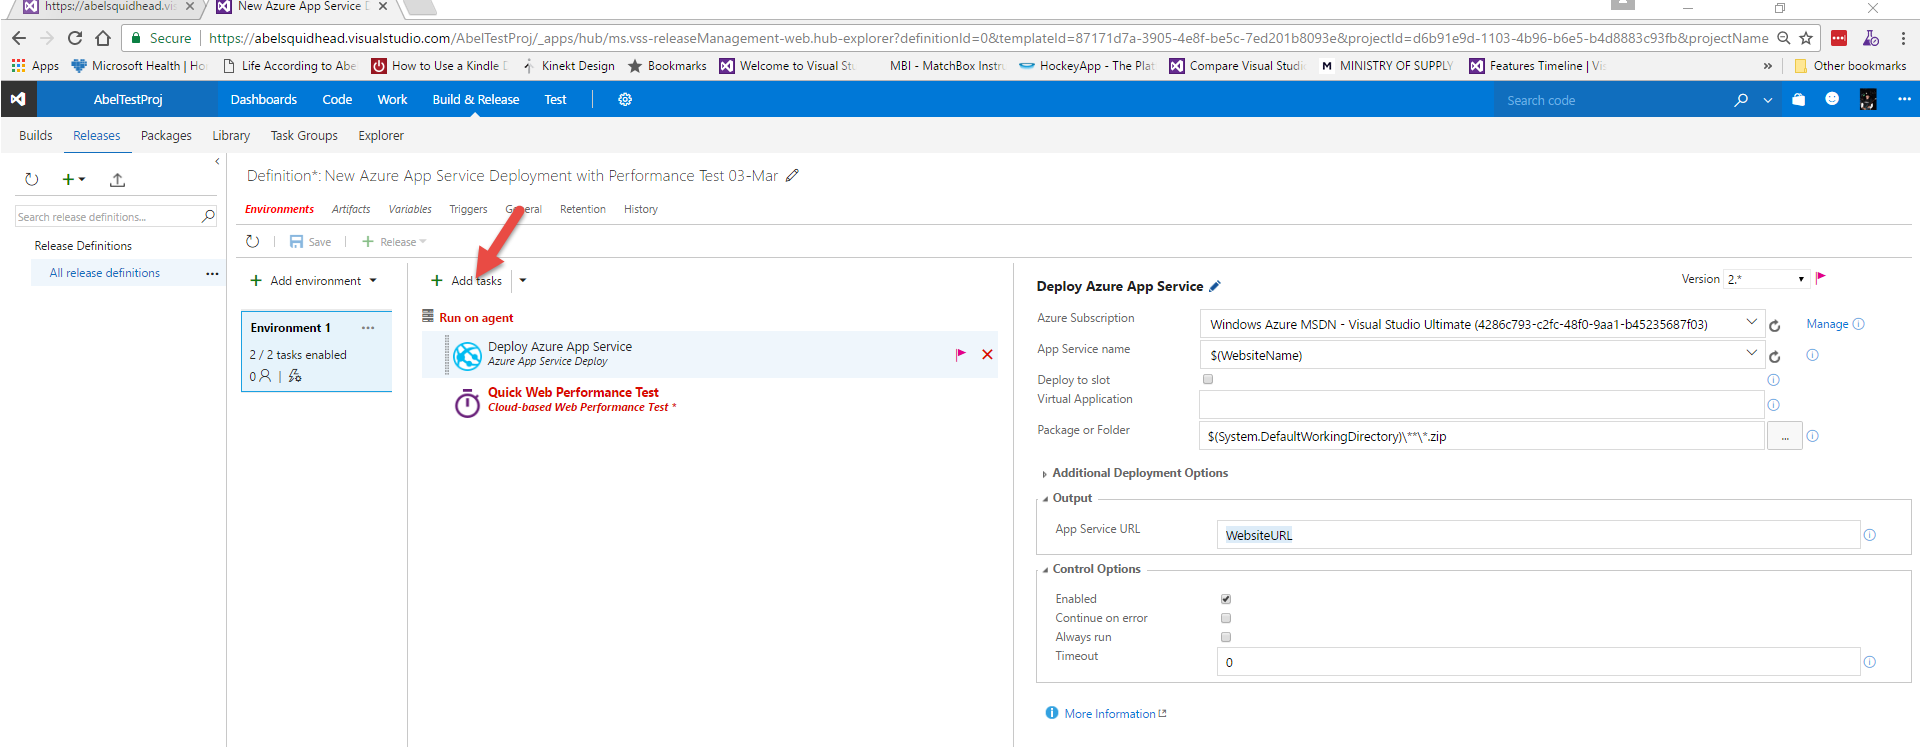 https://abelsquidhead.vis
New Azure App Service D
Secure
https://abelsquidhead.visualstudio.com/AbelTestProj/_apps/hub/ms.vss-releaseManagement-web.hub-explorer?definitionId=0&templateId=87171d7a-3905-4e8f-be5c-7ed201b8093e&projectId=d6b91e9d-1103-4b96-b6e5-b4d8883c93fb&projectName
Apps
Microsoft Health | Ho
Life According to Abe
How to Use a Kindle D
Kinekt Design
Bookmarks
Welcome to Visual Stu
MBI - MatchBox Instru
HockeyApp - The Plat
Compare Visual Studi
M MINISTRY OF SUPPLY
Features Timeline | Vis
»
Other bookmarks
AbelTestProj
Dashboards
Code
Work
Build & Release
Test
Search code
Builds
Releases
Packages
Library
Task Groups
Explorer
Search release definitions...
Release Definitions
All release definitions
Definition*: New Azure App Service Deployment with Performance Test 03-Mar
Environments
Artifacts
Variables
Triggers
General
Retention
History
Save
Release
Add environment
Environment 1
2 / 2 tasks enabled
0
Add tasks
Run on agent
Deploy Azure App Service
Azure App Service Deploy
Quick Web Performance Test
Cloud-based Web Performance Test *
Deploy Azure App Service
Version 2.*
Azure Subscription
Windows Azure MSDN - Visual Studio Ultimate (4286c793-c2fc-48f0-9aa1-b45235687f03)
Manage
App Service name
$(WebsiteName)
Deploy to slot
Virtual Application
Package or Folder
$(System.DefaultWorkingDirectory)\**\*.zip
...
Additional Deployment Options
Output
App Service URL
WebsiteURL
Control Options
Enabled
Continue on error
Always run
Timeout
0
More Information